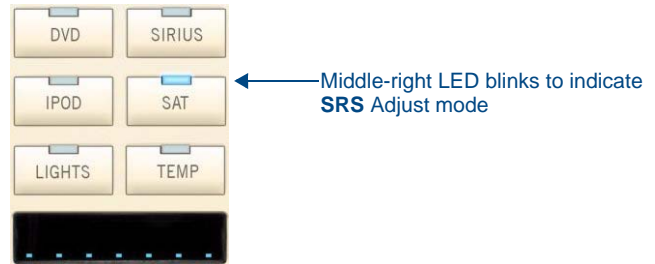 DVD SIRIUS
IPOD SAT
Middle-right LED blinks to indicate
SRS Adjust mode
LIGHTS TEMP